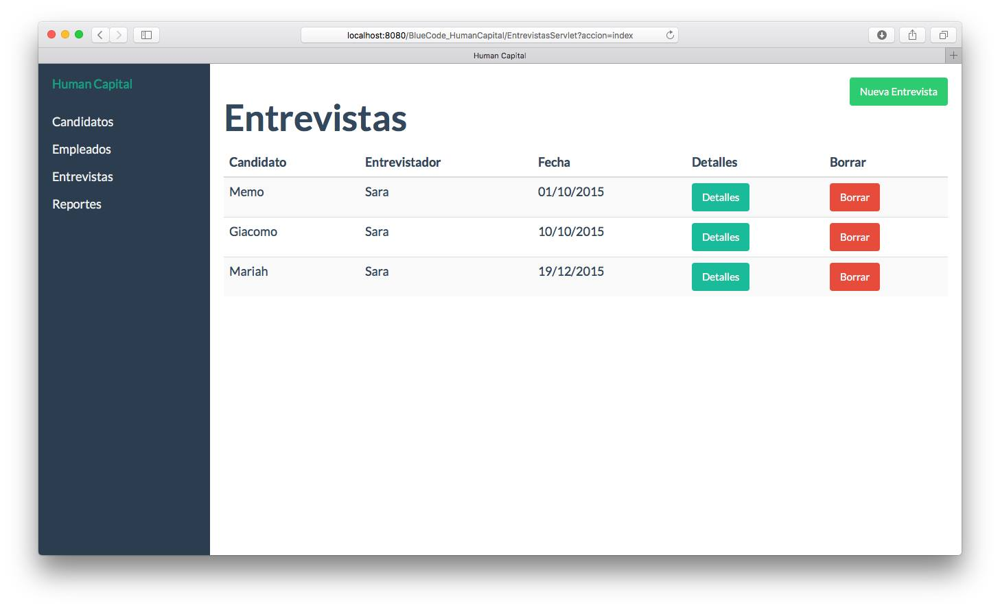 localhost:8080/BlueCode_HumanCapital/EntrevistasServlet?accion=index
Human Capital
Human Capital
Candidatos
Empleados
Entrevistas
Reportes
Nueva Entrevista
Entrevistas
Candidato Entrevistador Fecha Detalles Borrar
Memo Sara 01/10/2015 Detalles Borrar
Giacomo Sara 10/10/2015 Detalles Borrar
Mariah Sara 19/12/2015 Detalles Borrar